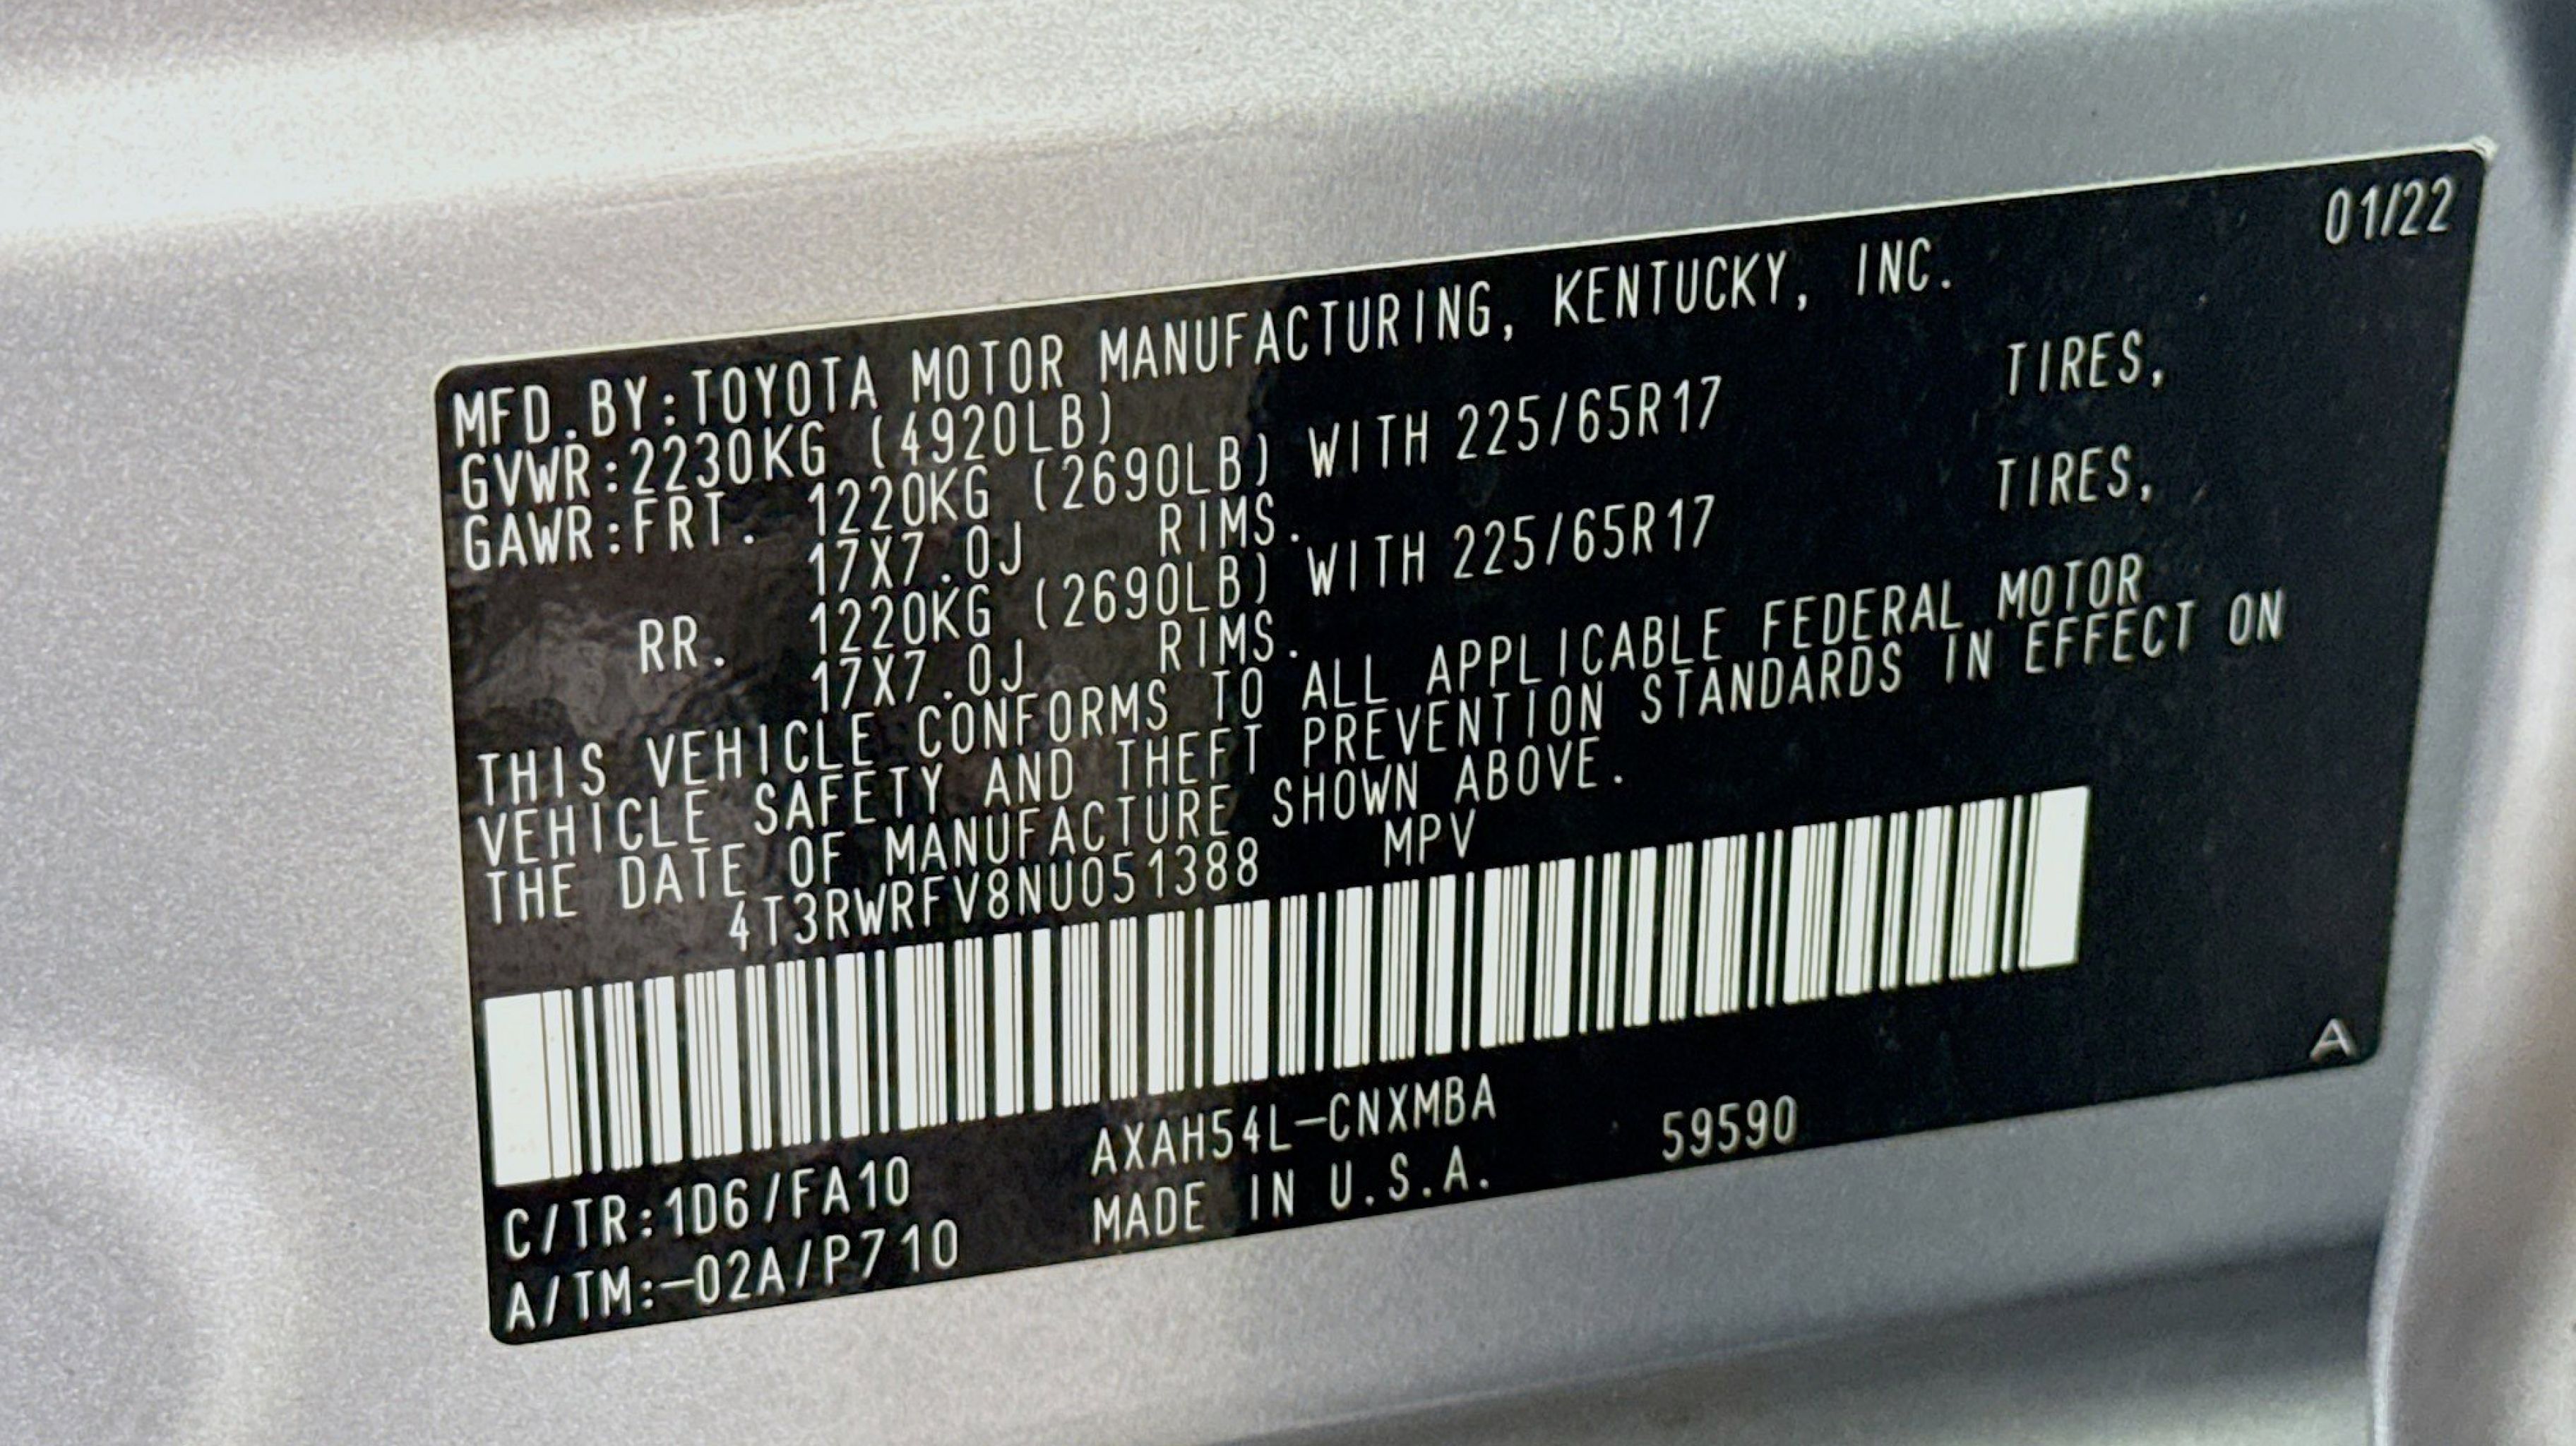 01/22
MFD.BY:TOYOTA MOTOR MANUFACTURING, KENTUCKY, INC.
GVWR:2230KG (4920LB)
GAWR:FRT. 1220KG (2690LB) WITH 225/65R17 TIRES,
17X7.0J RIMS.
RR. 1220KG (2690LB) WITH 225/65R17 TIRES,
17X7.0J RIMS.
THIS VEHICLE CONFORMS TO ALL APPLICABLE FEDERAL MOTOR
VEHICLE SAFETY AND THEFT PREVENTION STANDARDS IN EFFECT ON
THE DATE OF MANUFACTURE SHOWN ABOVE.
4T3RWRFV8NU051388 MPV
C/TR:1D6/FA10 AXAH54L-CNXMBA 59590
A/TM:-02A/P710 MADE IN U.S.A.
A